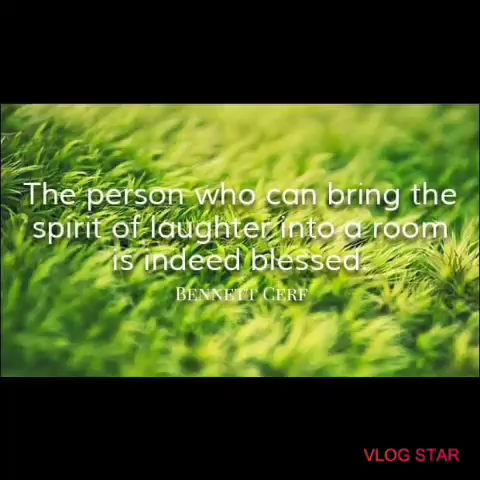 The person who can bring the
spirit of laughter into a room
is indeed blessed.
Bennett Cerf
VLOG STAR